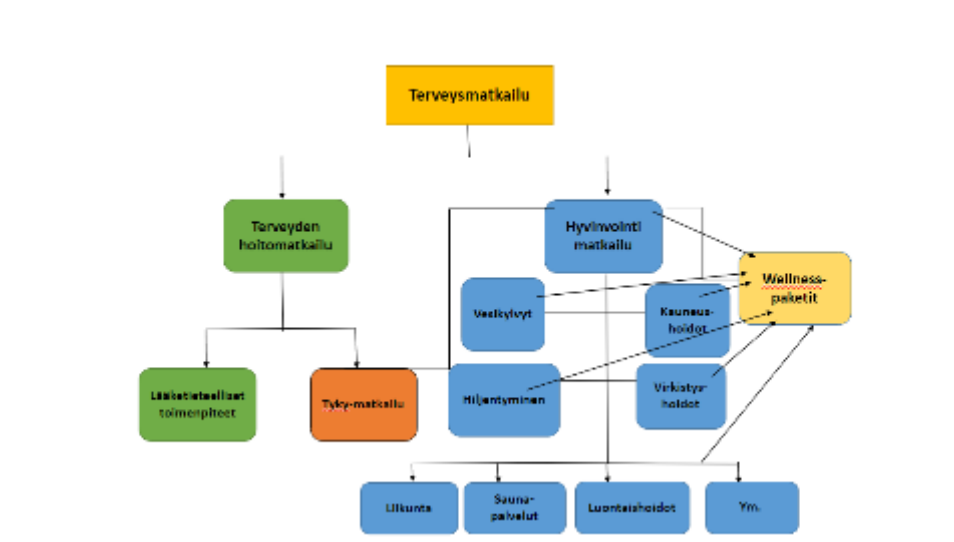 Terveysmatkailu
Terveyden
hoitomatkailu
Hyvinvointi
matkailu
Wellness-
paketit
Vesikylvyt
Kauneus-
hoidot
Lääketieteelliset
toimenpiteet
Tyky-matkailu
Hiljentyminen
Virkistys-
hoidot
Liikunta
Sauna-
palvelut
Luontaishoidot
Ym.